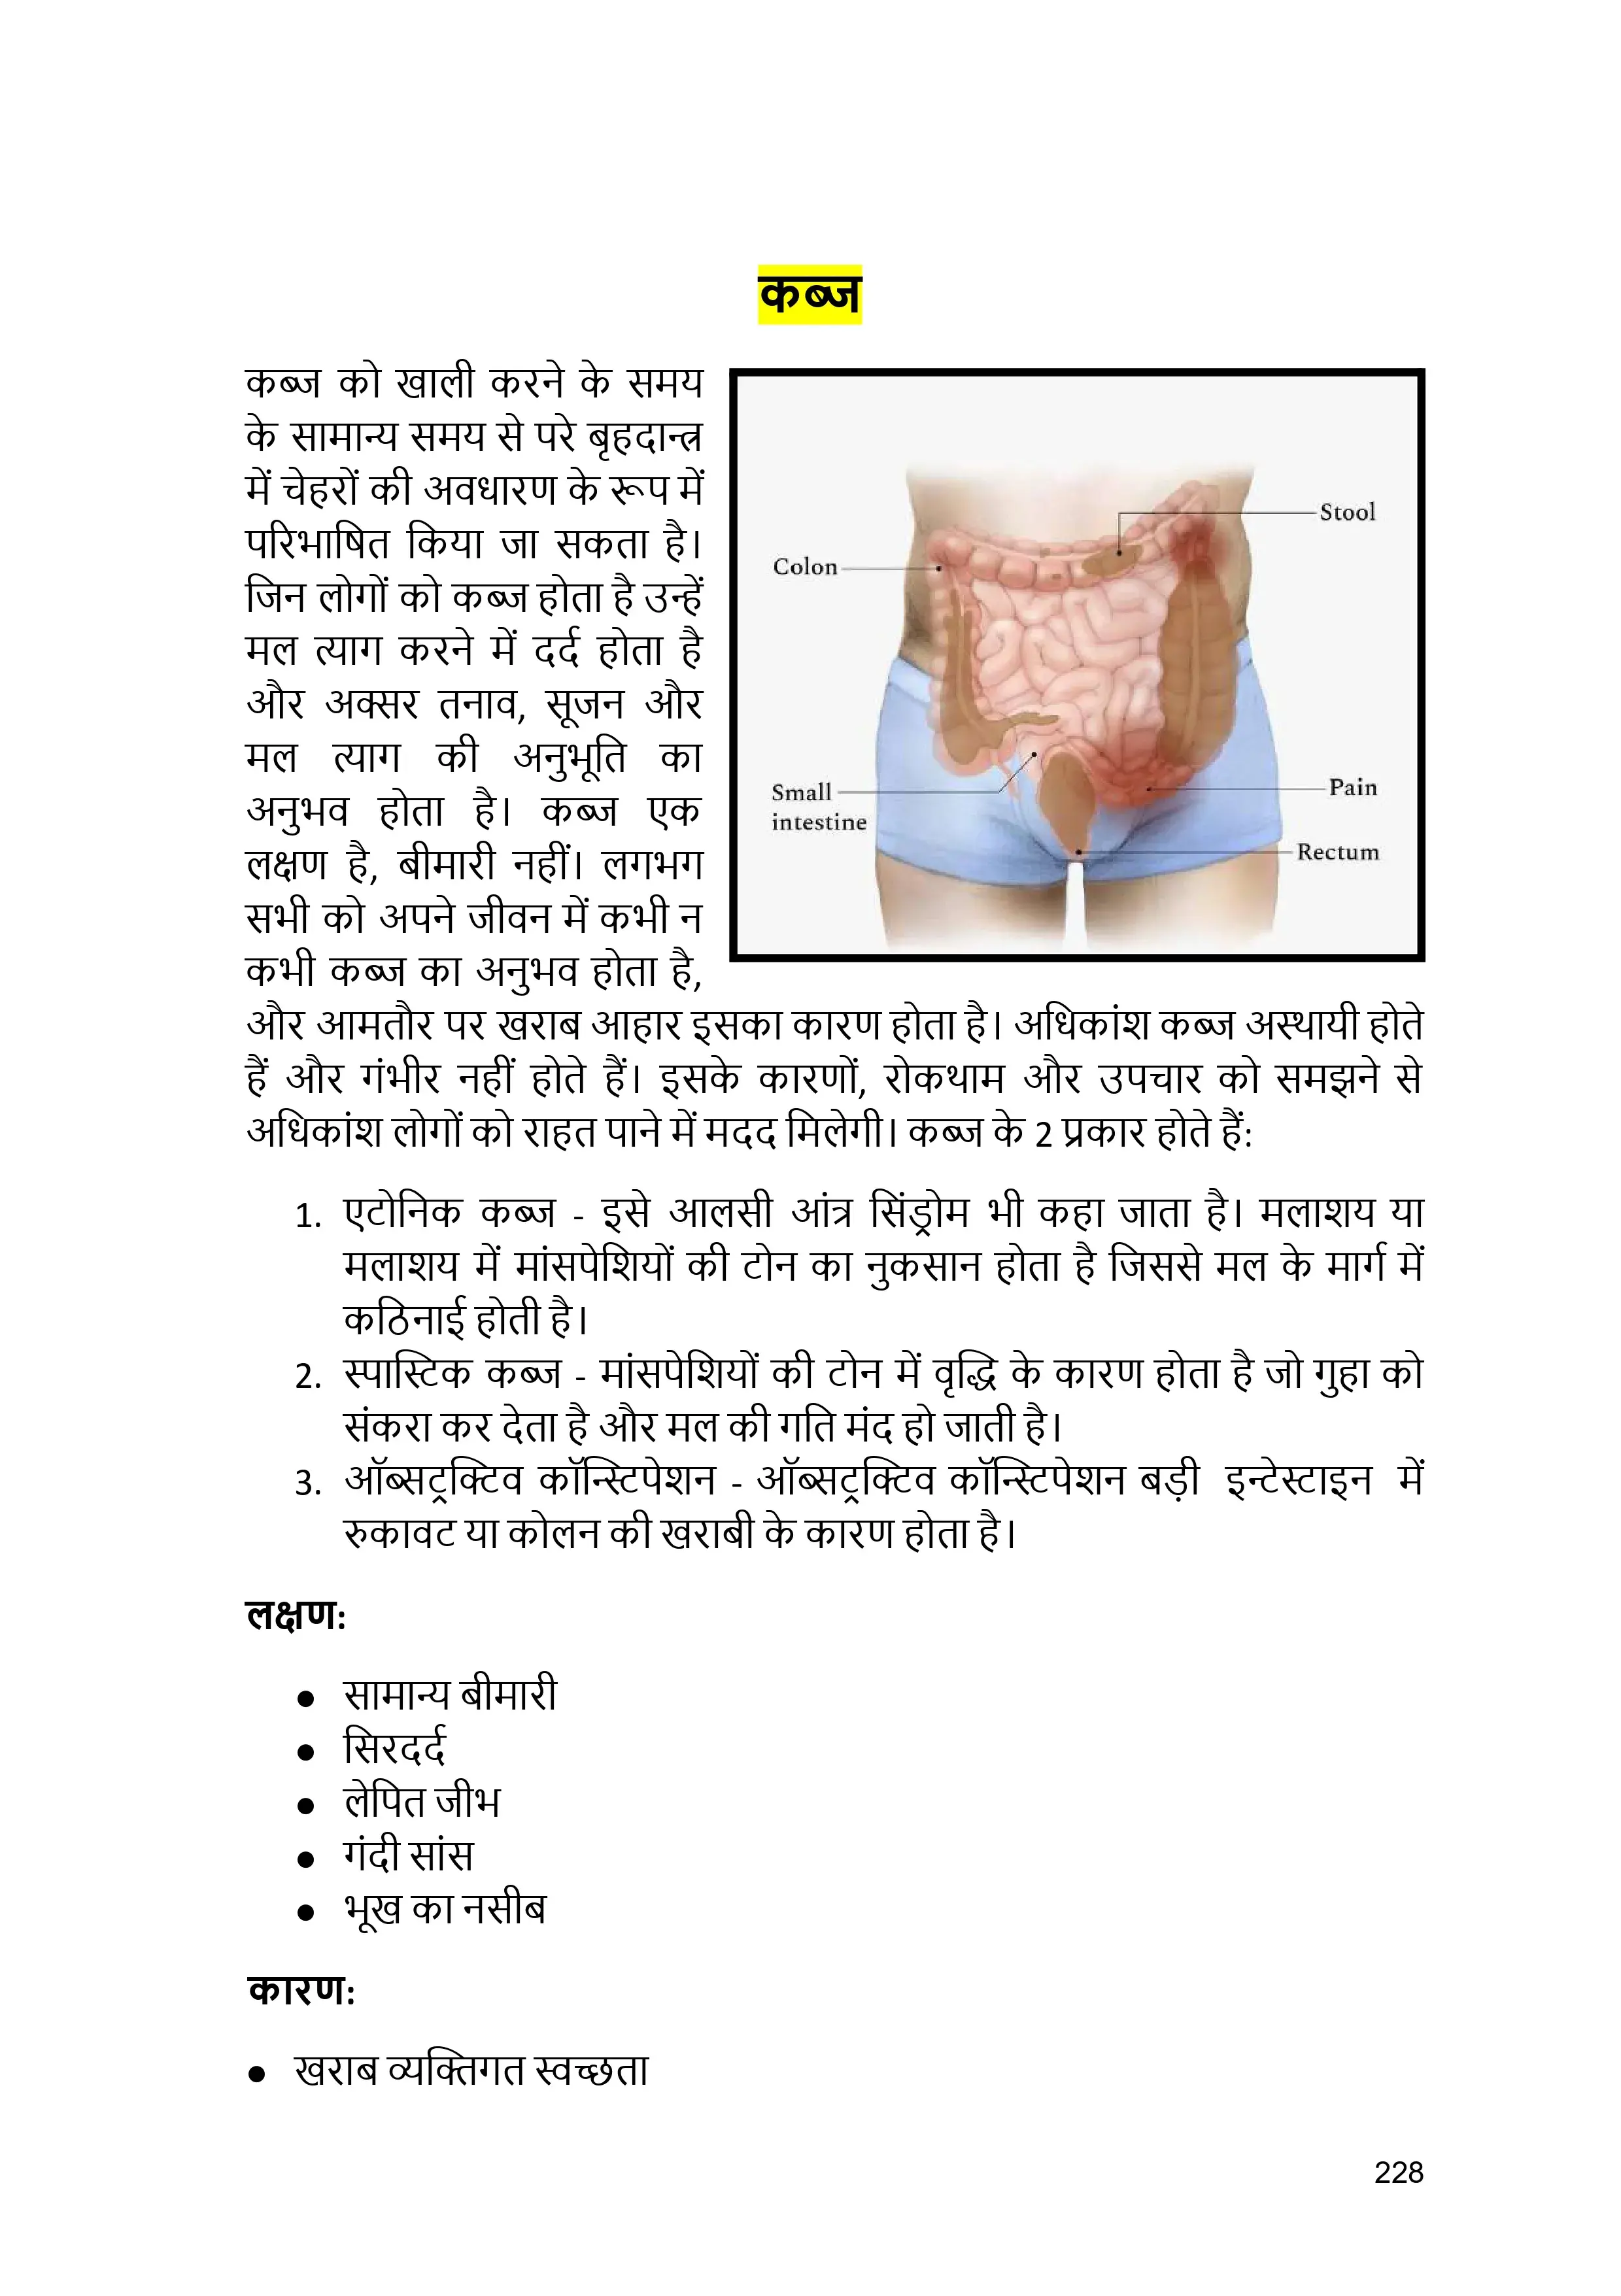 कब्ज
कब्ज को खाली करने के समय
के सामान्य समय से परे बृहदान्त्र
में चेहरों की अवधारण के रूप में
परिभाषित किया जा सकता है।
जिन लोगों को कब्ज होता है उन्हें
मल त्याग करने में दर्द होता है
और अक्सर तनाव, सूजन और
मल त्याग की अनुभूति का
अनुभव होता है। कब्ज एक
लक्षण है, बीमारी नहीं। लगभग
सभी को अपने जीवन में कभी न
कभी कब्ज का अनुभव होता है,
Stool
Colon
Small
intestine
Pain
Rectum
और आमतौर पर खराब आहार इसका कारण होता है। अधिकांश कब्ज अस्थायी होते
हैं और गंभीर नहीं होते हैं। इसके कारणों, रोकथाम और उपचार को समझने से
अधिकांश लोगों को राहत पाने में मदद मिलेगी। कब्ज के 2 प्रकार होते हैं:
1. एटोनिक कब्ज - इसे आलसी आंत्र सिंड्रोम भी कहा जाता है। मलाशय या
मलाशय में मांसपेशियों की टोन का नुकसान होता है जिससे मल के मार्ग में
कठिनाई होती है।
2. स्पास्टिक कब्ज - मांसपेशियों की टोन में वृद्धि के कारण होता है जो गुहा को
संकरा कर देता है और मल की गति मंद हो जाती है।
3. ऑब्सट्रक्टिव कॉन्स्टिपेशन - ऑब्सट्रक्टिव कॉन्स्टिपेशन बड़ी इन्टेस्टाइन में
रुकावट या कोलन की खराबी के कारण होता है।
लक्षण:
● सामान्य बीमारी
● सिरदर्द
● लेपित जीभ
● गंदी सांस
● भूख का नसीब
कारण:
● खराब व्यक्तिगत स्वच्छता
228